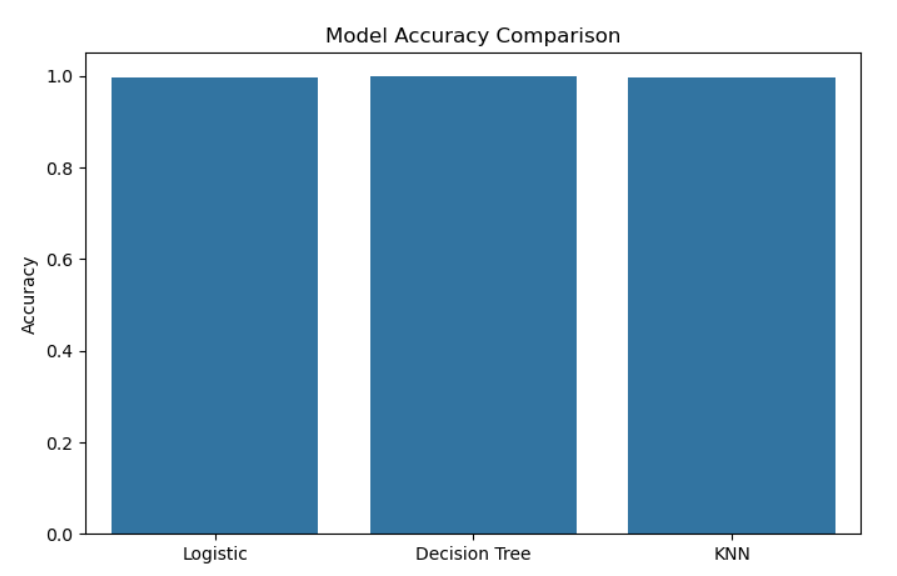 Model Accuracy Comparison
1.0
0.8
0.6
0.4
0.2
0.0
Accuracy
Logistic
Decision Tree
KNN